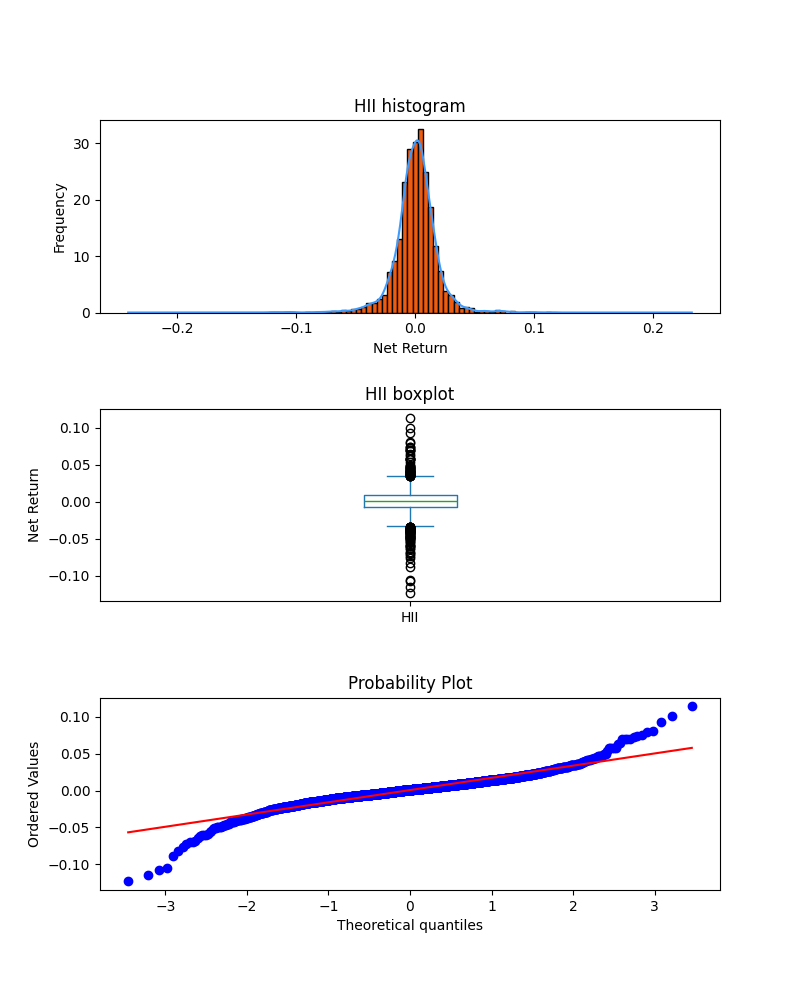 HII histogram
30
20
10
0
Frequency
−0.2 −0.1 0.0 0.1 0.2
Net Return
HII boxplot
0.10
0.05
0.00
−0.05
−0.10
Net Return
HII
Probability Plot
0.10
0.05
0.00
−0.05
−0.10
Ordered Values
−3 −2 −1 0 1 2 3
Theoretical quantiles